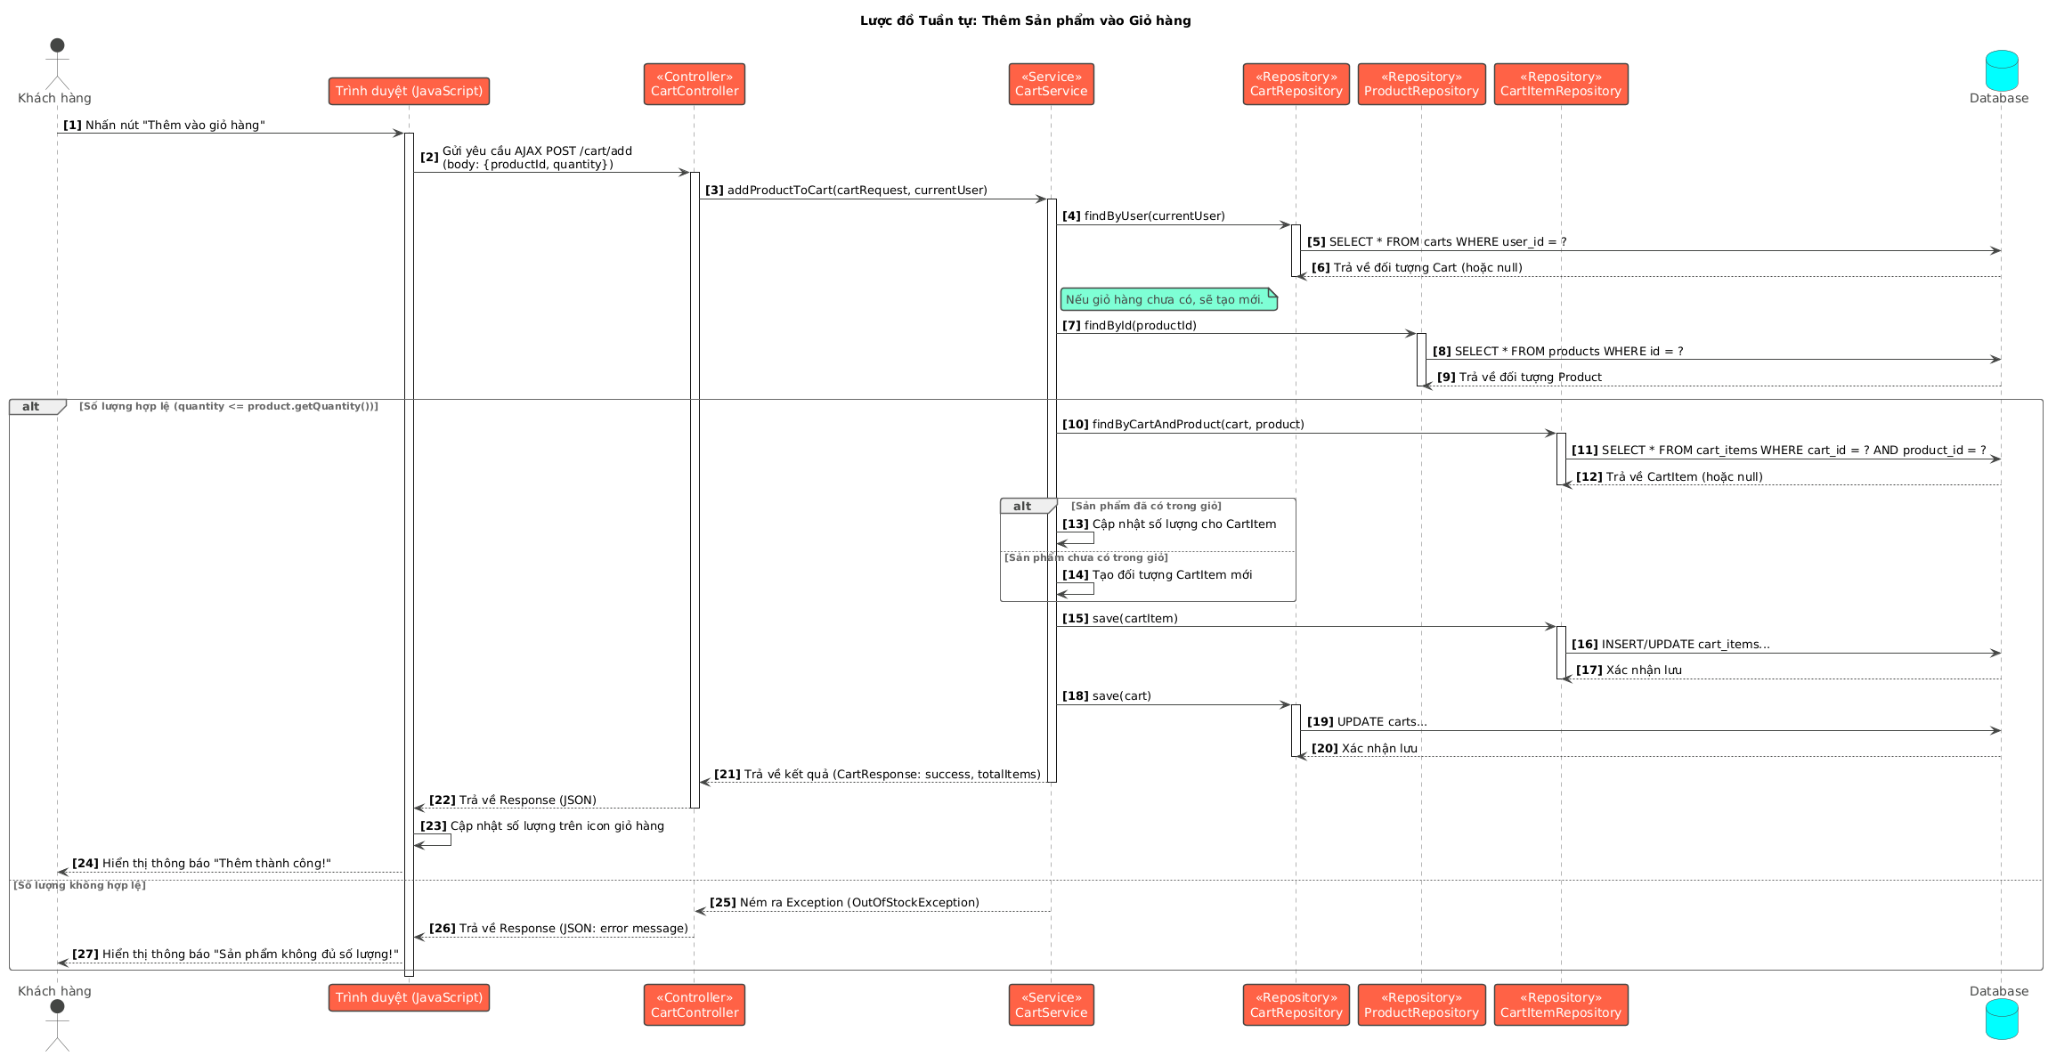 Lược đồ Tuần tự: Thêm Sản phẩm vào Giỏ hàng
Khách hàng
Trình duyệt (JavaScript)
«Controller»
CartController
«Service»
CartService
«Repository»
CartRepository
«Repository»
ProductRepository
«Repository»
CartItemRepository
Database
[1] Nhấn nút "Thêm vào giỏ hàng"
[2] Gửi yêu cầu AJAX POST /cart/add
(body: {productId, quantity})
[3] addProductToCart(cartRequest, currentUser)
[4] findByUser(currentUser)
[5] SELECT * FROM carts WHERE user_id = ?
[6] Trả về đối tượng Cart (hoặc null)
Nếu giỏ hàng chưa có, sẽ tạo mới.
[7] findById(productId)
[8] SELECT * FROM products WHERE id = ?
[9] Trả về đối tượng Product
alt [Số lượng hợp lệ (quantity <= product.getQuantity())]
[10] findByCartAndProduct(cart, product)
[11] SELECT * FROM cart_items WHERE cart_id = ? AND product_id = ?
[12] Trả về CartItem (hoặc null)
alt [Sản phẩm đã có trong giỏ]
[13] Cập nhật số lượng cho CartItem
[Sản phẩm chưa có trong giỏ]
[14] Tạo đối tượng CartItem mới
[15] save(cartItem)
[16] INSERT/UPDATE cart_items...
[17] Xác nhận lưu
[18] save(cart)
[19] UPDATE carts...
[20] Xác nhận lưu
[21] Trả về kết quả (CartResponse: success, totalItems)
[22] Trả về Response (JSON)
[23] Cập nhật số lượng trên icon giỏ hàng
[24] Hiển thị thông báo "Thêm thành công!"
[Số lượng không hợp lệ]
[25] Ném ra Exception (OutOfStockException)
[26] Trả về Response (JSON: error message)
[27] Hiển thị thông báo "Sản phẩm không đủ số lượng!"
Khách hàng
Trình duyệt (JavaScript)
«Controller»
CartController
«Service»
CartService
«Repository»
CartRepository
«Repository»
ProductRepository
«Repository»
CartItemRepository
Database